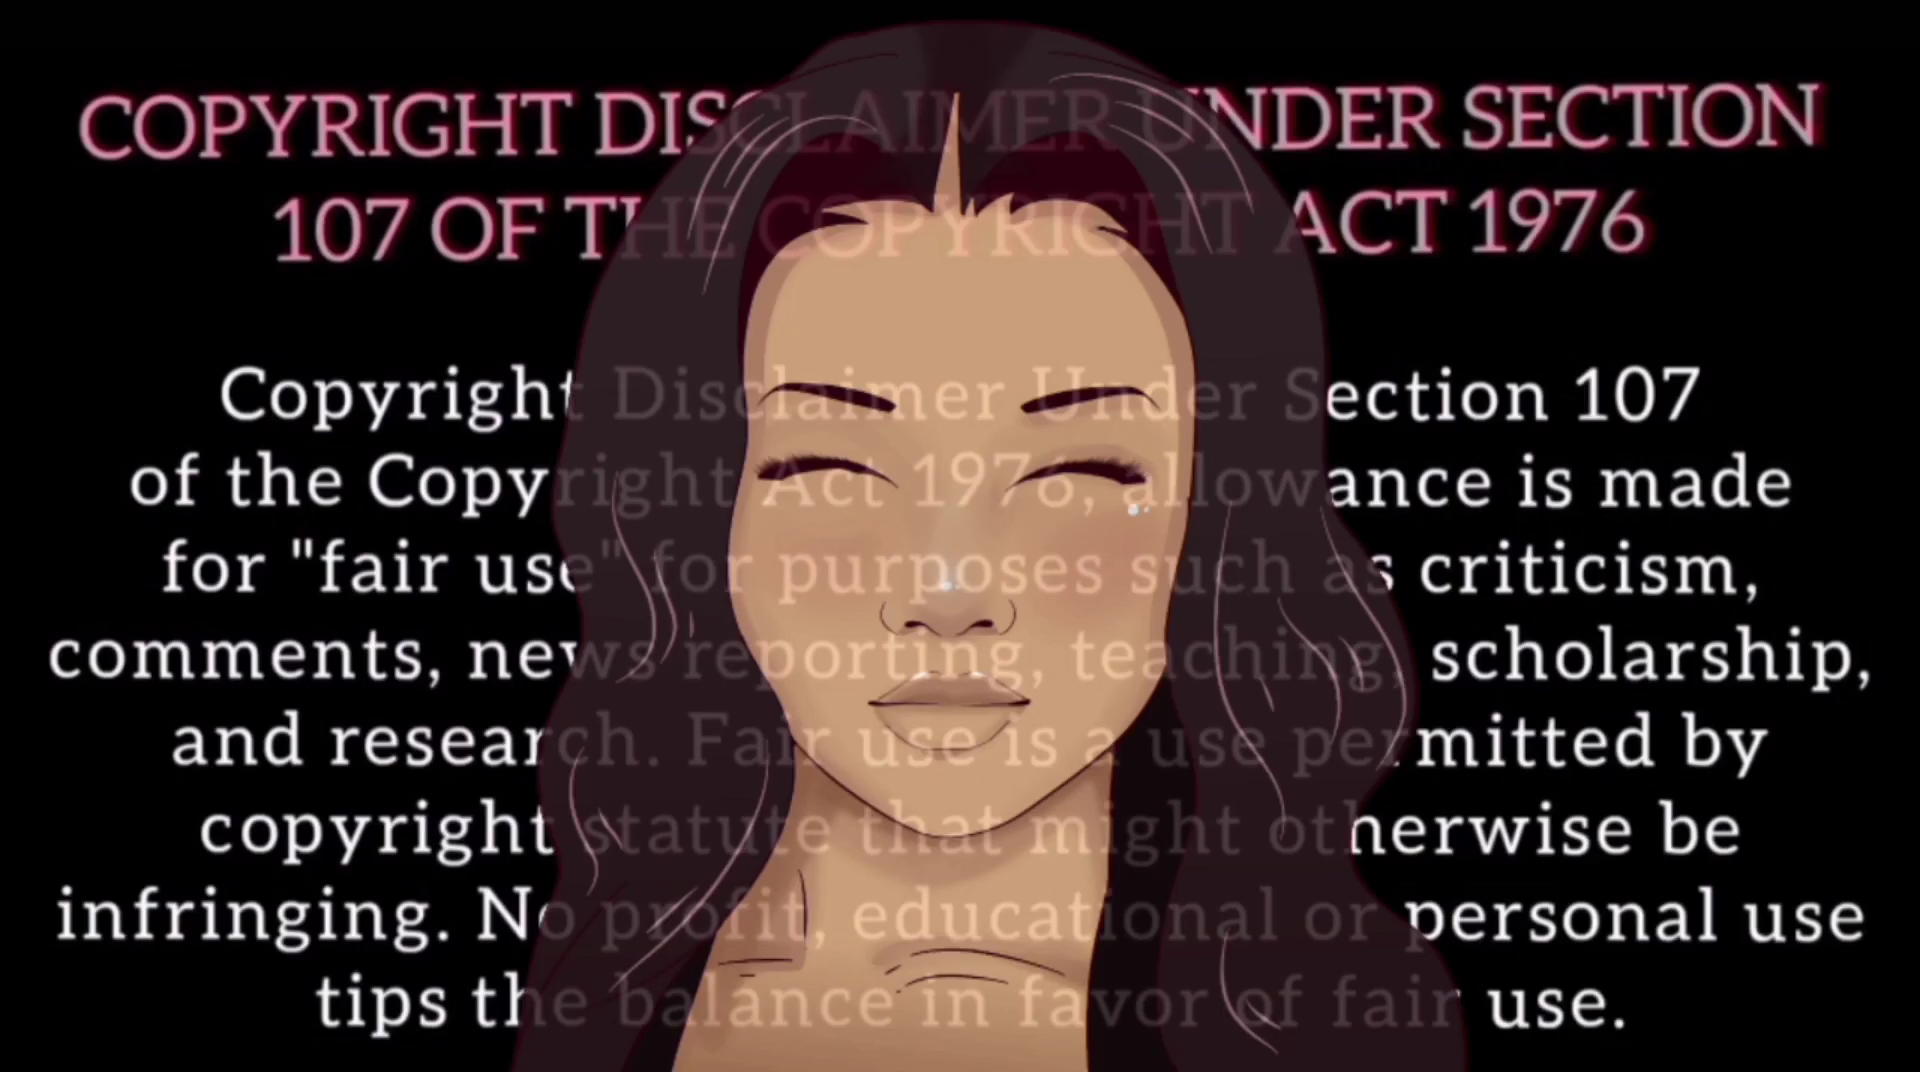 COPYRIGHT DISCLAIMER UNDER SECTION
107 OF THE COPYRIGHT ACT 1976
Copyright Disclaimer Under Section 107
of the Copyright Act 1976, allowance is made
for "fair use" for purposes such as criticism,
comments, news reporting, teaching, scholarship,
and research. Fair use is a use permitted by
copyright statute that might otherwise be
infringing. No profit, educational or personal use
tips the balance in favor of fair use.